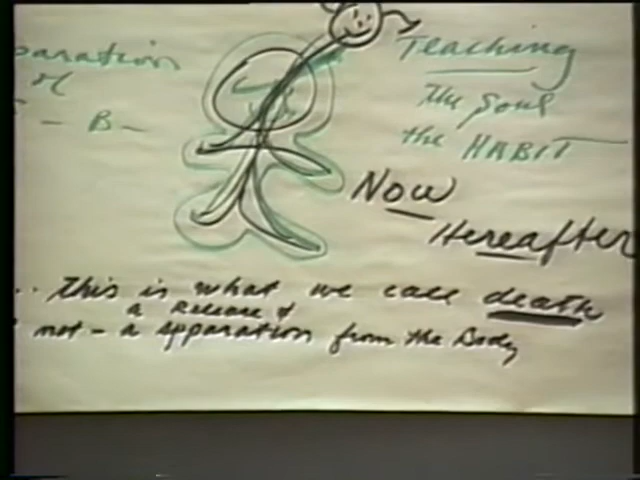 paration
of
- B -
Teaching
The Soul
the HABIT
Now
Hereafter
.. this is what we call death
a Release of
not - a spparation from the Body